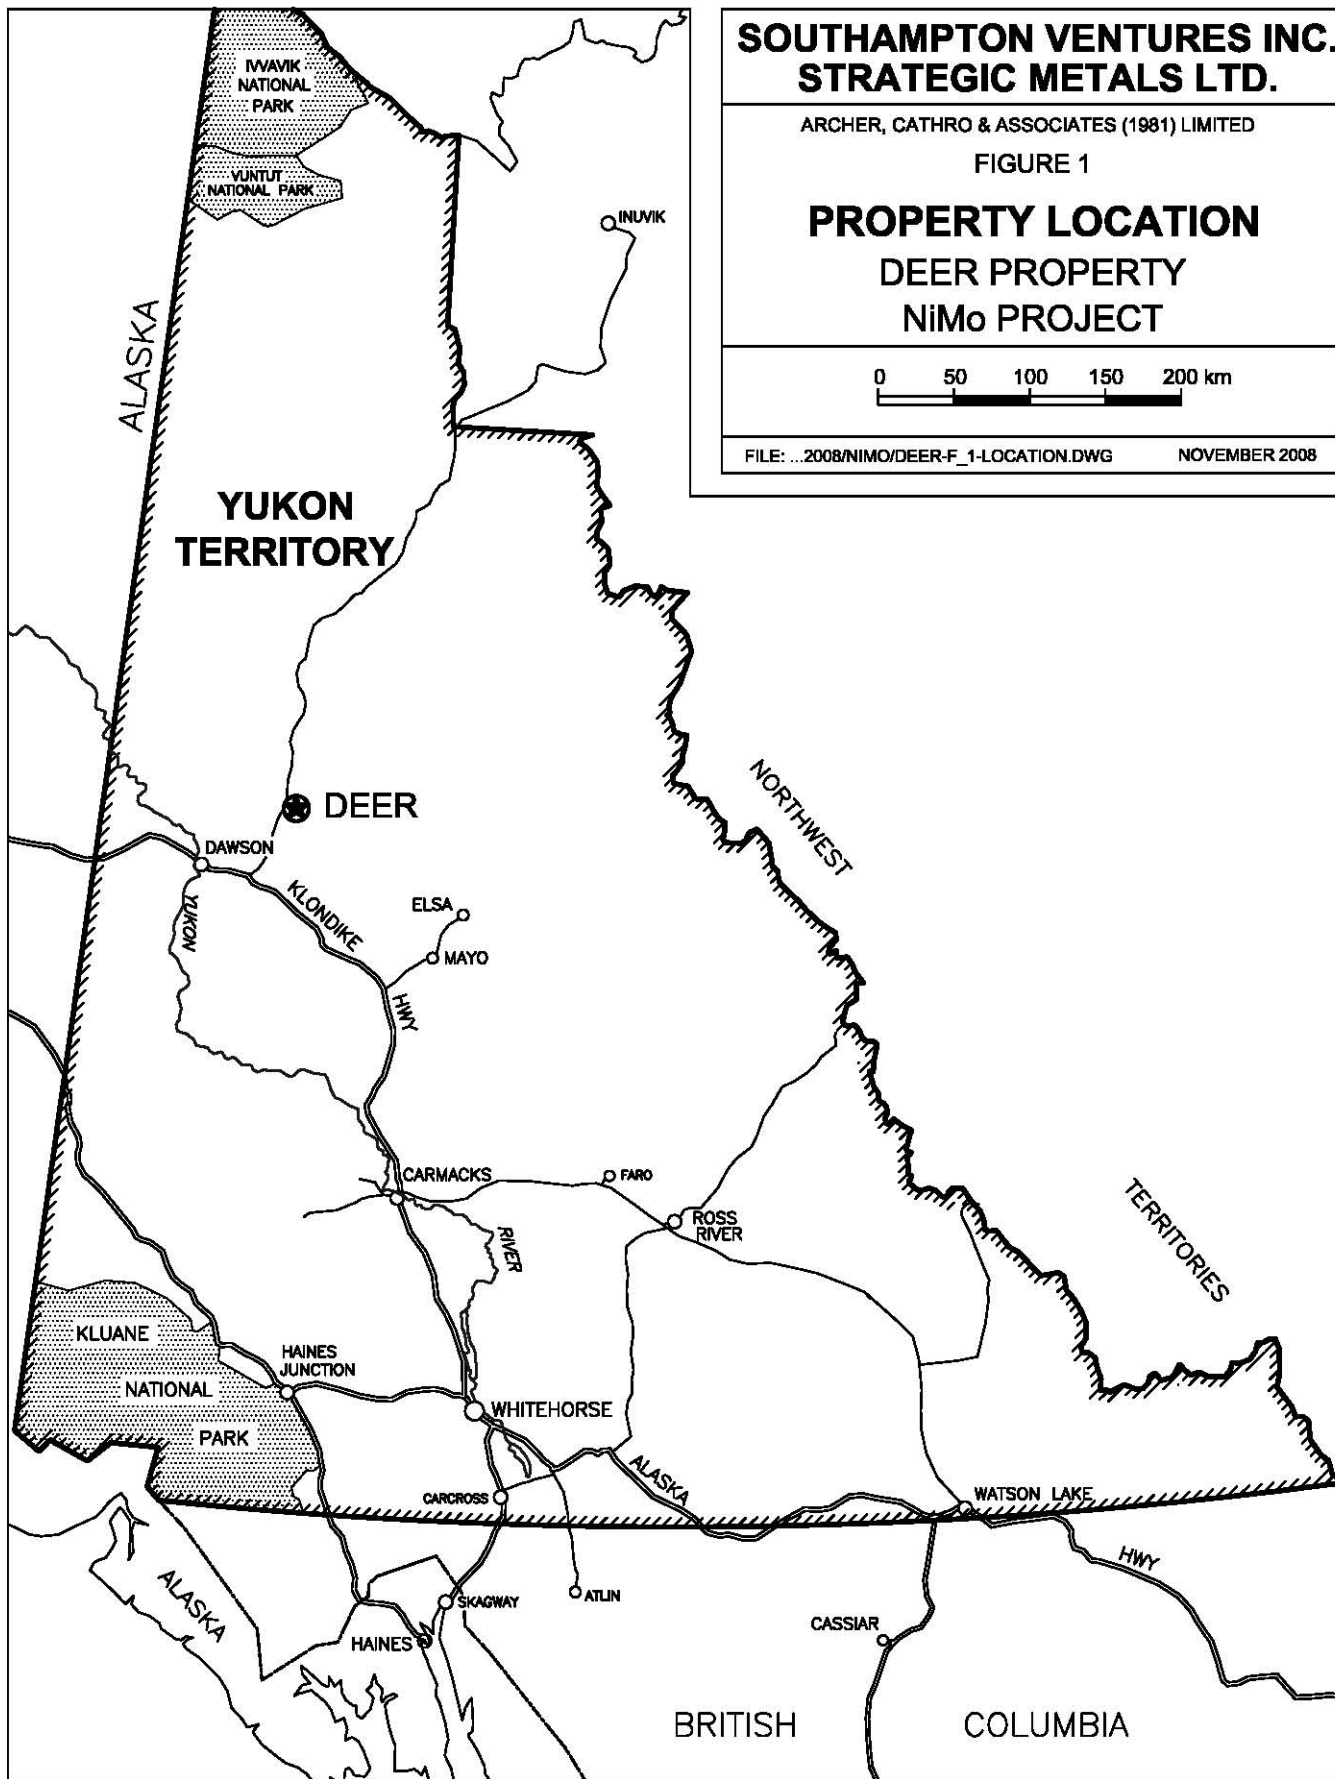 SOUTHAMPTON VENTURES INC.
STRATEGIC METALS LTD.
ARCHER, CATHRO & ASSOCIATES (1981) LIMITED
FIGURE 1
PROPERTY LOCATION
DEER PROPERTY
NiMo PROJECT
0 50 100 150 200 km
FILE: ...2008/NIMO/DEER-F_1-LOCATION.DWG NOVEMBER 2008
IVVAVIK
NATIONAL
PARK
VUNTUT
NATIONAL PARK
INUVIK
ALASKA
YUKON
TERRITORY
DEER
NORTHWEST
DAWSON
KLONDIKE
YUKON
ELSA
MAYO
HWY
CARMACKS
FARO
ROSS
RIVER
RIVER
TERRITORIES
KLUANE
NATIONAL
PARK
HAINES
JUNCTION
WHITEHORSE
ALASKA
CARCROSS
WATSON LAKE
HWY
ALASKA
SKAGWAY
ATLIN
HAINES
CASSIAR
BRITISH COLUMBIA